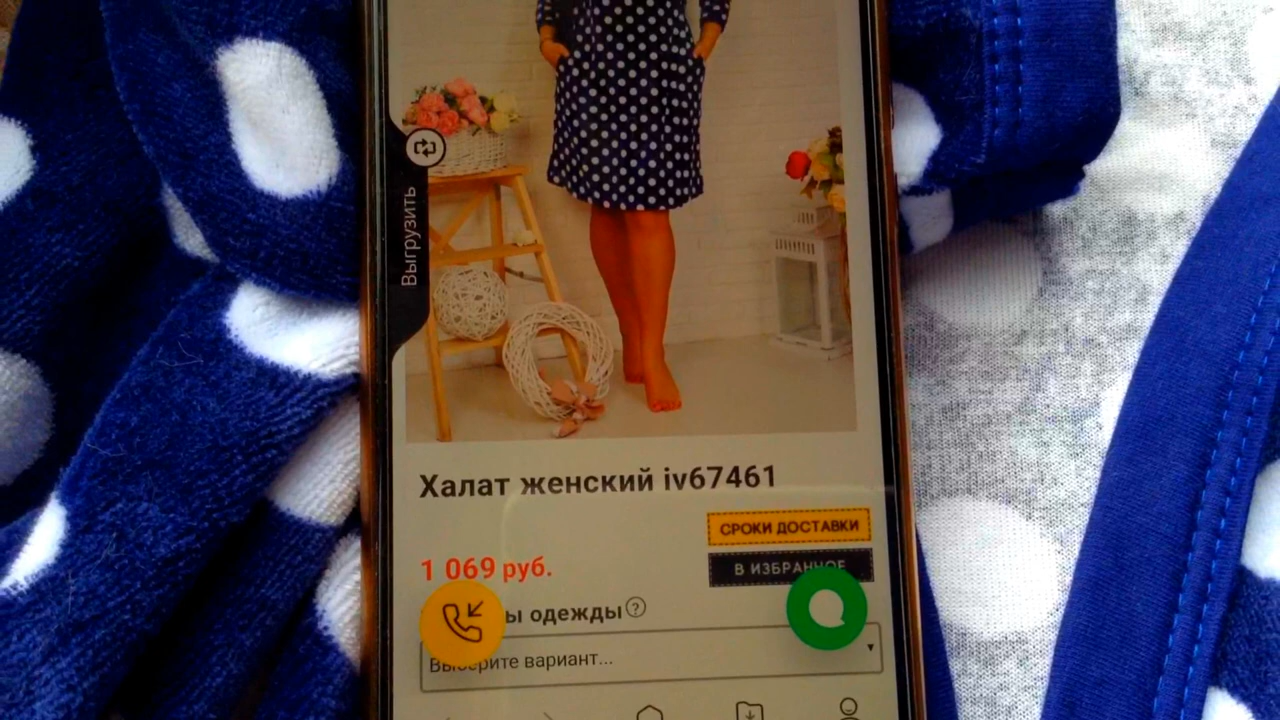 Выгрузить
Халат женский iv67461
СРОКИ ДОСТАВКИ
1 069 руб.
В ИЗБРАННОЕ
одежды ?
Выберите вариант...